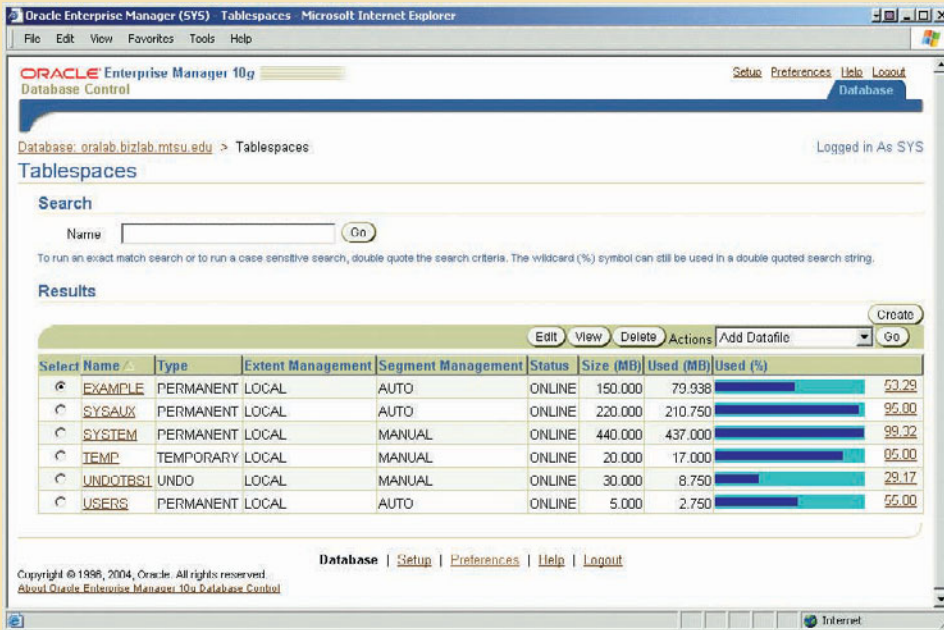 Oracle Enterprise Manager (SYS) - Tablespaces - Microsoft Internet Explorer
File Edit View Favorites Tools Help
ORACLE Enterprise Manager 10g
Database Control
Setup Preferences Help Logout
Database
Database: oralab.bizlab.mtsu.edu > Tablespaces
Logged in As SYS
Tablespaces
Search
Name Go
To run an exact match search or to run a case sensitive search, double quote the search criteria. The wildcard (%) symbol can still be used in a double quoted search string.
Results
Create
Edit View Delete Actions Add Datafile Go
Select Name Type Extent Management Segment Management Status Size (MB) Used (MB) Used (%)
EXAMPLE PERMANENT LOCAL AUTO ONLINE 150.000 79.938 53.29
SYSAUX PERMANENT LOCAL AUTO ONLINE 220.000 210.750 95.00
SYSTEM PERMANENT LOCAL MANUAL ONLINE 440.000 437.000 99.32
TEMP TEMPORARY LOCAL MANUAL ONLINE 20.000 17.000 85.00
UNDOTBS1 UNDO LOCAL MANUAL ONLINE 30.000 8.750 29.17
USERS PERMANENT LOCAL AUTO ONLINE 5.000 2.750 55.00
Database | Setup | Preferences | Help | Logout
Copyright © 1996, 2004, Oracle. All rights reserved.
About Oracle Enterprise Manager 10g Database Control
Internet